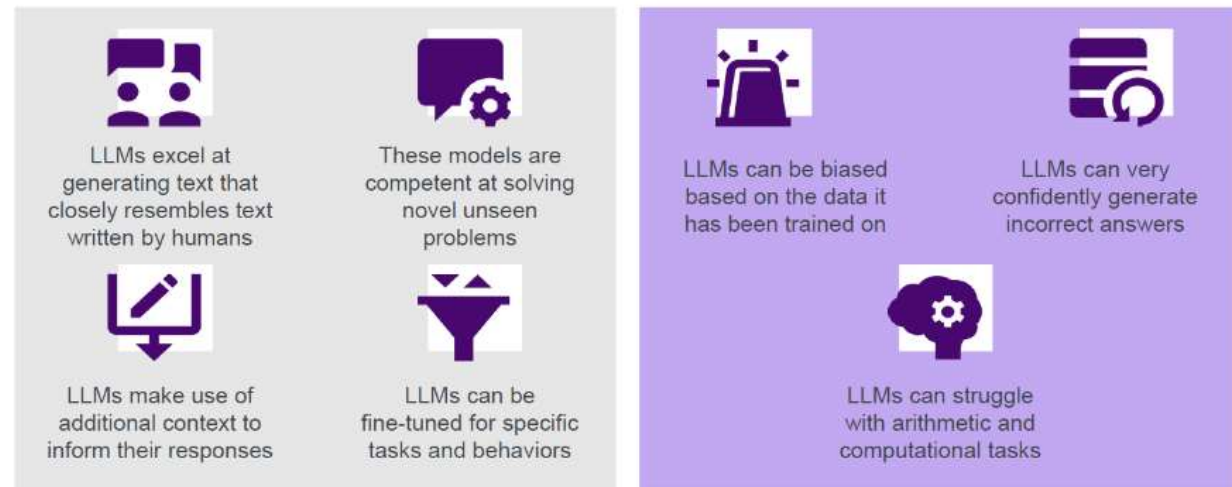 LLMs excel at
generating text that
closely resembles text
written by humans
These models are
competent at solving
novel unseen
problems
LLMs make use of
additional context to
inform their responses
LLMs can be
fine-tuned for specific
tasks and behaviors
LLMs can be biased
based on the data it
has been trained on
LLMs can very
confidently generate
incorrect answers
LLMs can struggle
with arithmetic and
computational tasks